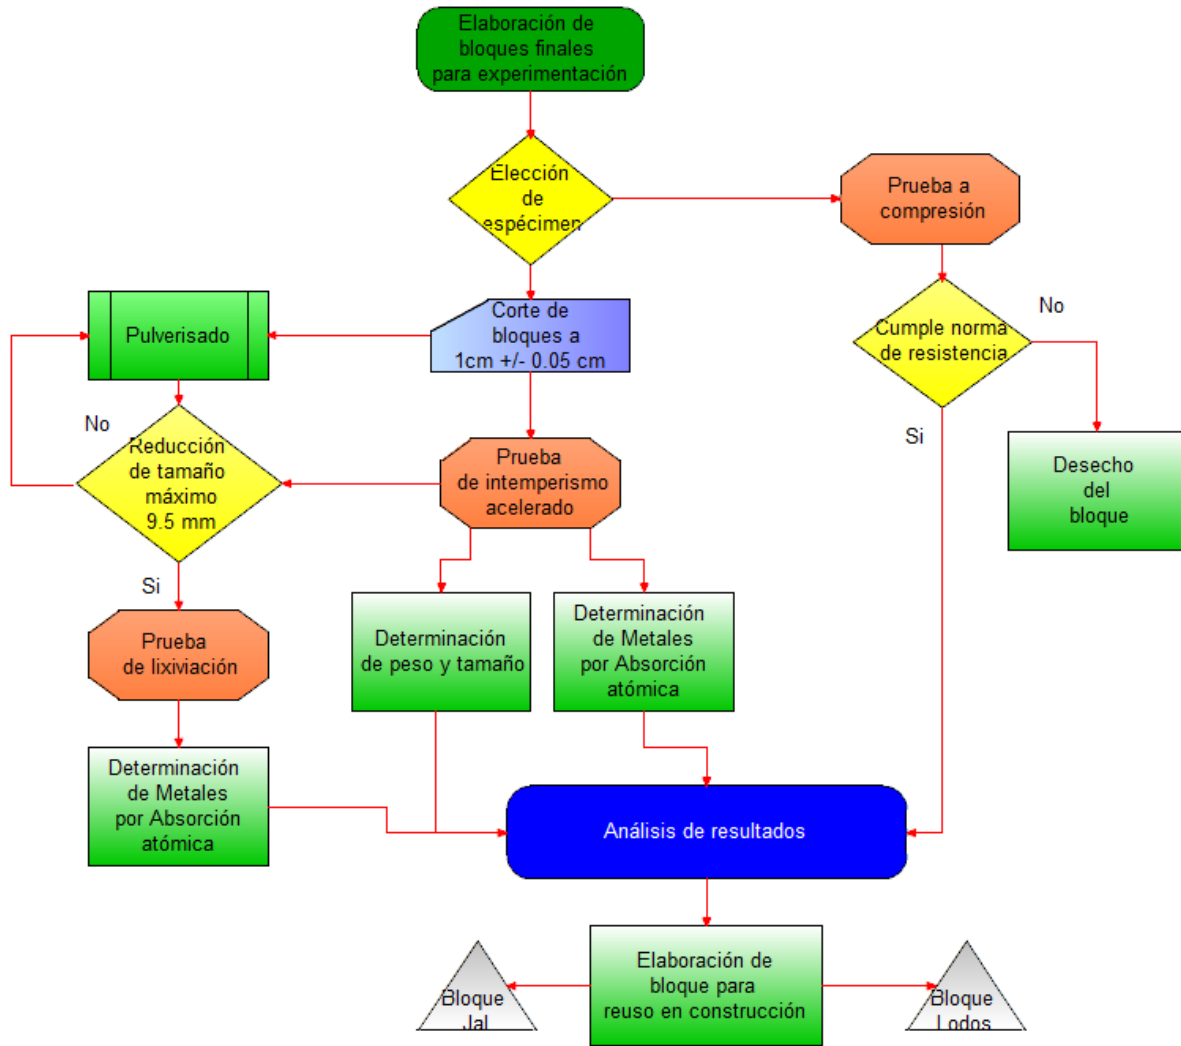 Elaboración de
bloques finales
para experimentación
Elección
de
espécimen
Prueba a
compresión
Corte de
bloques a
1cm +/- 0.05 cm
Pulverisado
Cumple norma
de resistencia
No
Si
Desecho
del
bloque
No
Reducción
de tamaño
máximo
9.5 mm
Si
Prueba
de intemperismo
acelerado
Prueba
de lixiviación
Determinación
de peso y tamaño
Determinación
de Metales
por Absorción
atómica
Determinación
de Metales
por Absorción
atómica
Análisis de resultados
Elaboración de
bloque para
reuso en construcción
Bloque
Jal
Bloque
Lodos